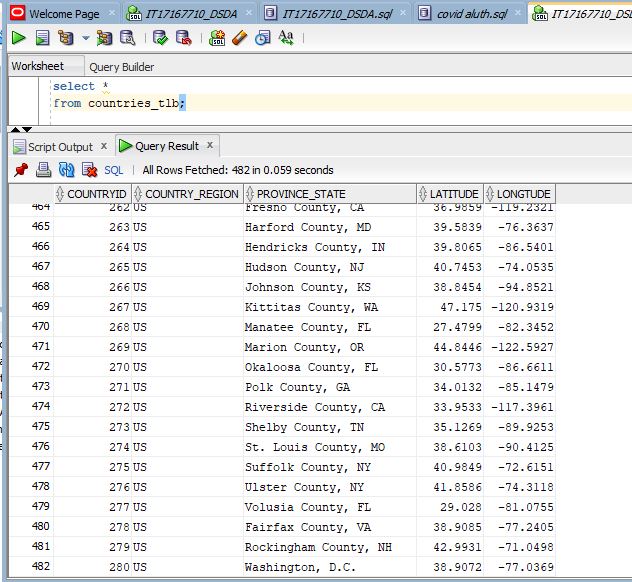 Welcome Page IT17167710_DSDA IT17167710_DSDA.sql covid aluth.sql IT17167710_DSD
Worksheet Query Builder
select *
from countries_tlb;
Script Output Query Result
SQL All Rows Fetched: 482 in 0.059 seconds
COUNTRYID COUNTRY_REGION PROVINCE_STATE LATITUDE LONGTUDE
464 262 US Fresno County, CA 36.9859 -119.2321
465 263 US Harford County, MD 39.5839 -76.3637
466 264 US Hendricks County, IN 39.8065 -86.5401
467 265 US Hudson County, NJ 40.7453 -74.0535
468 266 US Johnson County, KS 38.8454 -94.8521
469 267 US Kittitas County, WA 47.175 -120.9319
470 268 US Manatee County, FL 27.4799 -82.3452
471 269 US Marion County, OR 44.8446 -122.5927
472 270 US Okaloosa County, FL 30.5773 -86.6611
473 271 US Polk County, GA 34.0132 -85.1479
474 272 US Riverside County, CA 33.9533 -117.3961
475 273 US Shelby County, TN 35.1269 -89.9253
476 274 US St. Louis County, MO 38.6103 -90.4125
477 275 US Suffolk County, NY 40.9849 -72.6151
478 276 US Ulster County, NY 41.8586 -74.3118
479 277 US Volusia County, FL 29.028 -81.0755
480 278 US Fairfax County, VA 38.9085 -77.2405
481 279 US Rockingham County, NH 42.9931 -71.0498
482 280 US Washington, D.C. 38.9072 -77.0369